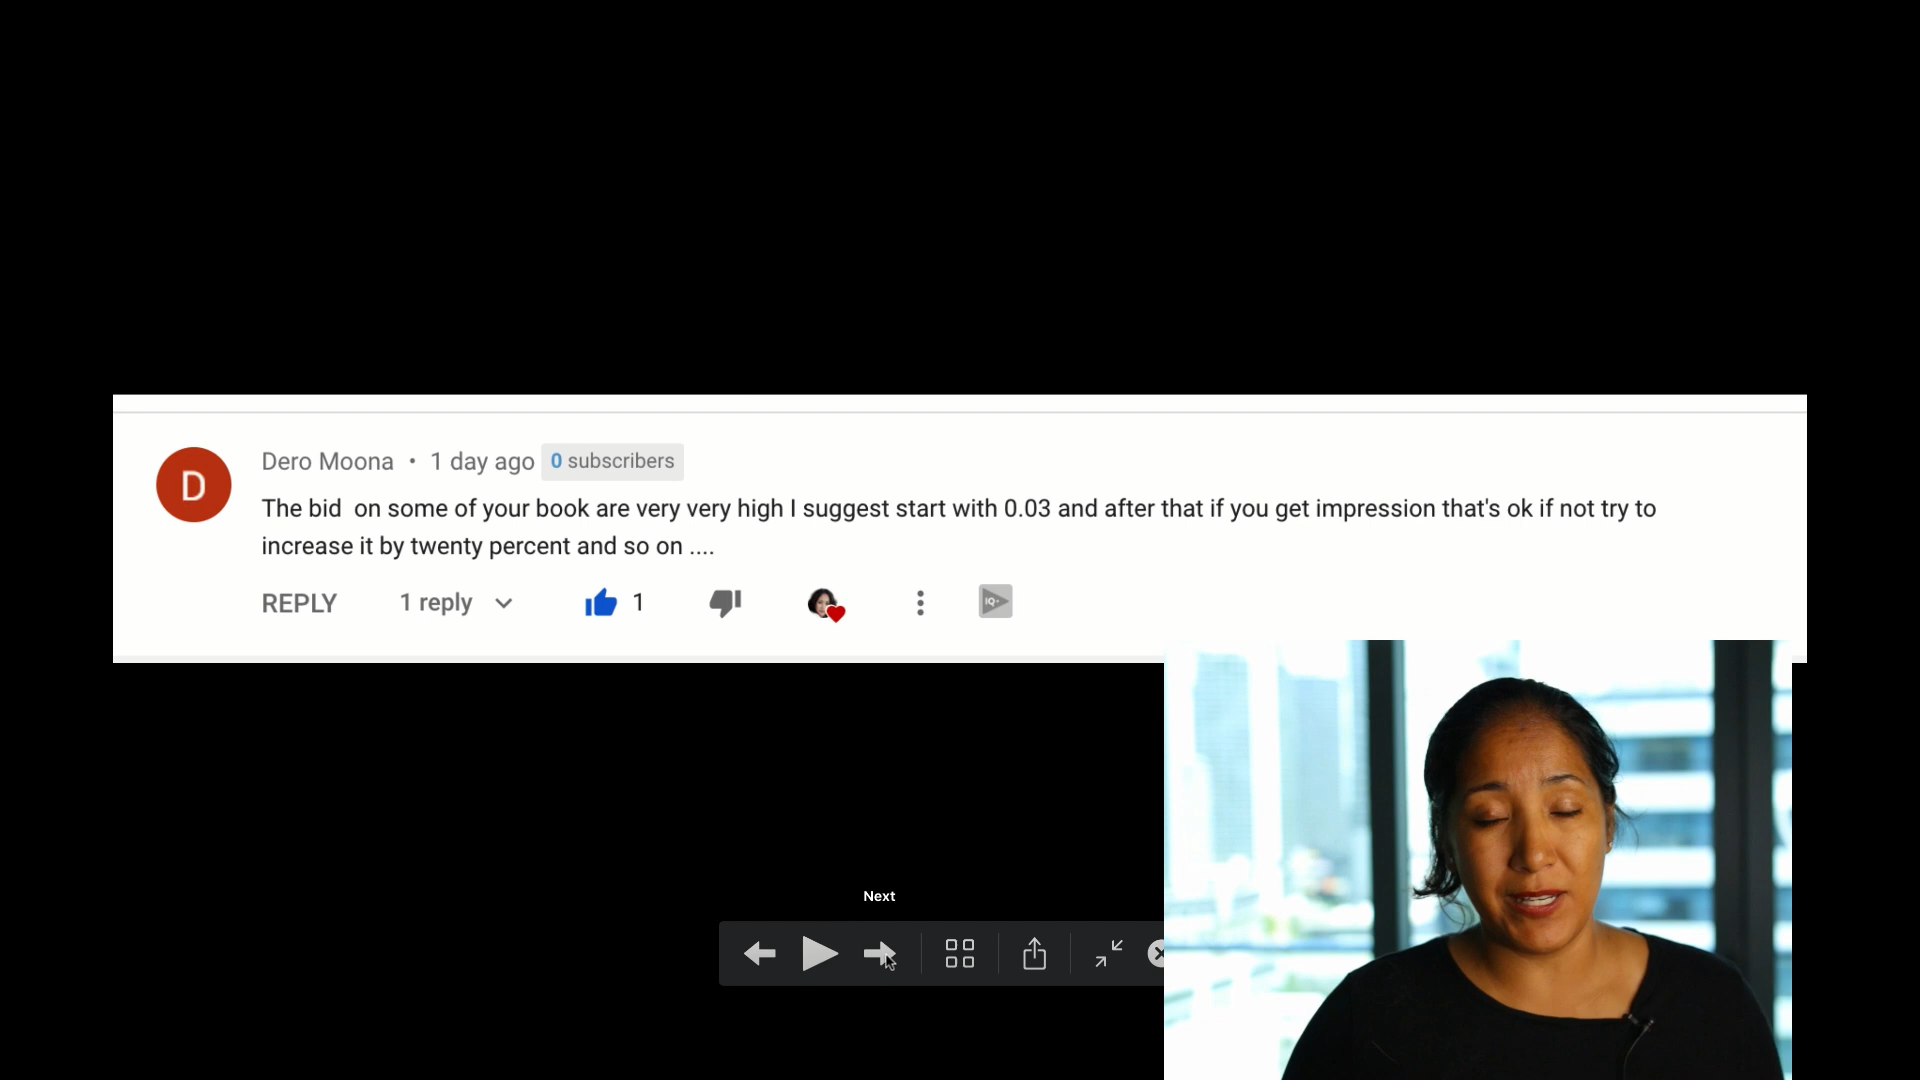 D
Dero Moona • 1 day ago 0 subscribers
The bid  on some of your book are very very high I suggest start with 0.03 and after that if you get impression that's ok if not try to
increase it by twenty percent and so on ....
REPLY 1 reply 1 IQ+
Next